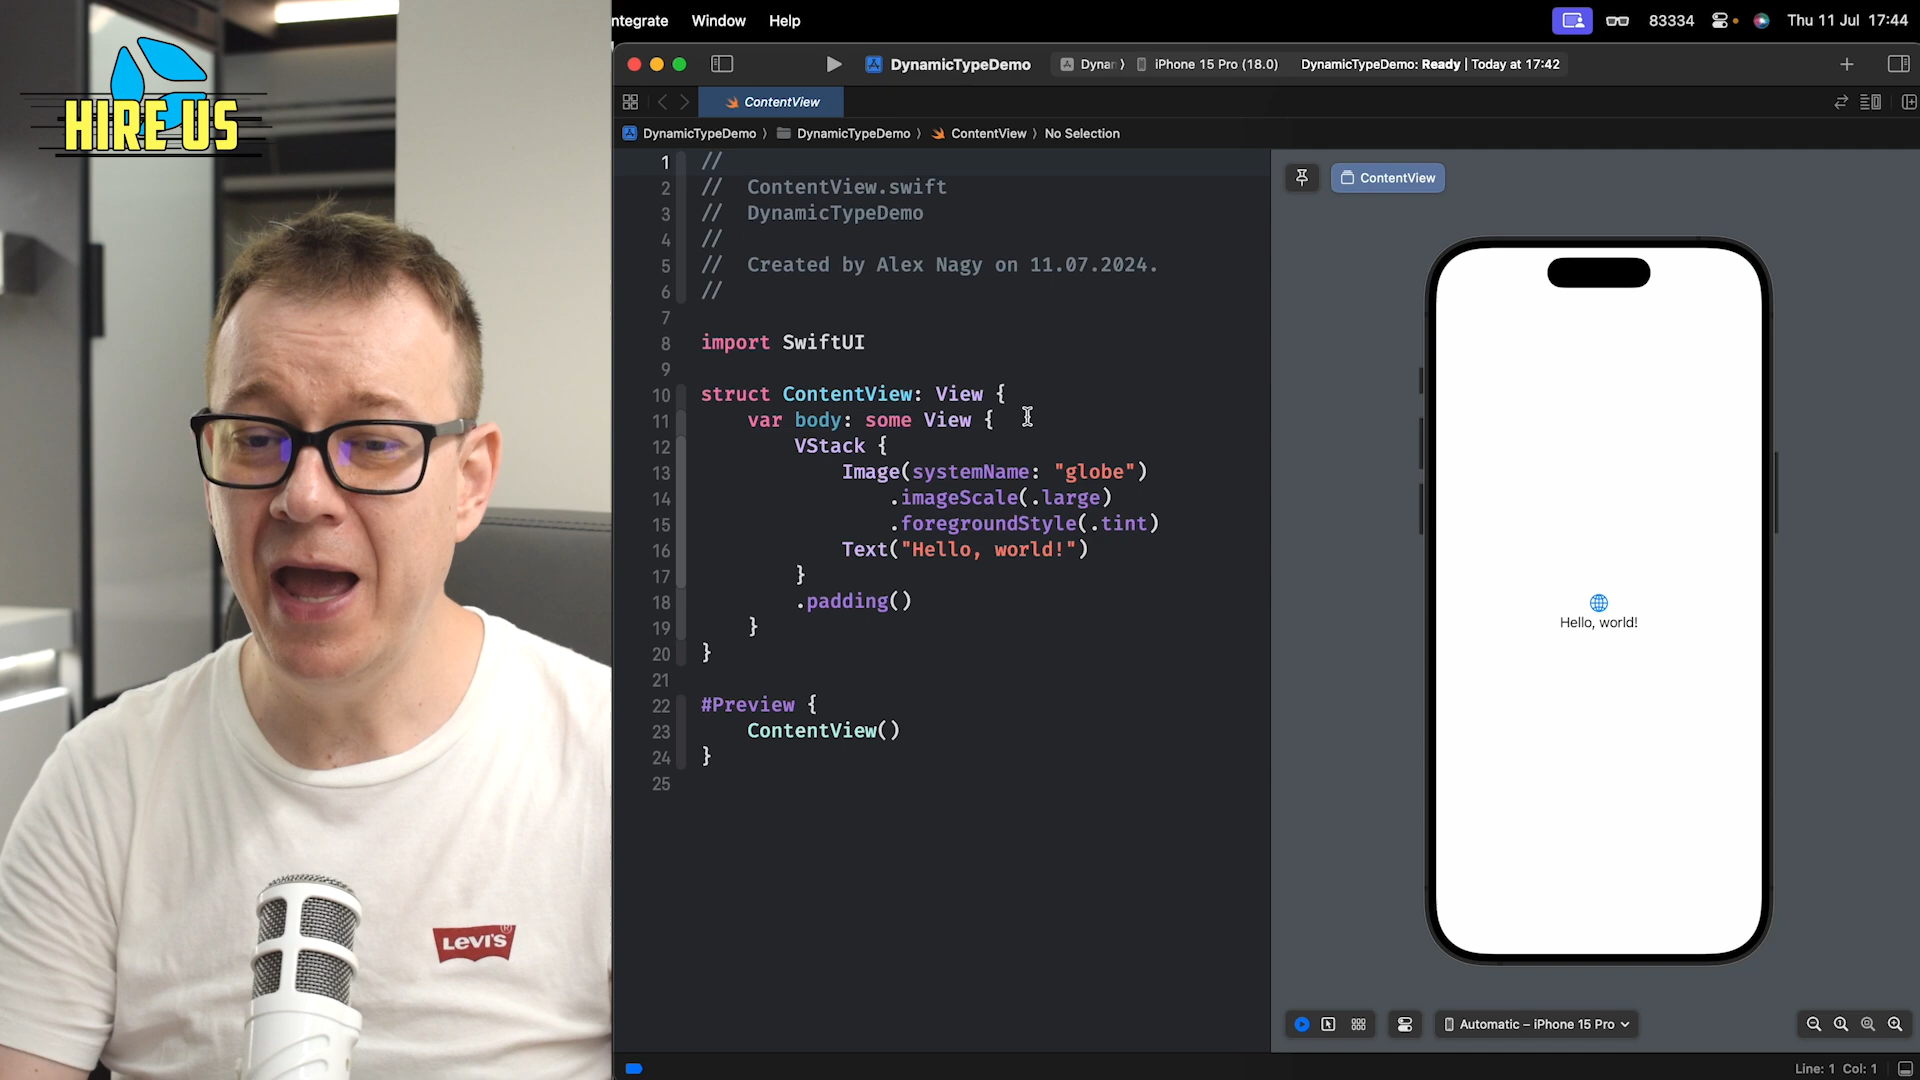 HIRE US
LEVI'S®
ntegrate Window Help 83334 Thu 11 Jul 17:44
DynamicTypeDemo Dynar 〉 iPhone 15 Pro (18.0) DynamicTypeDemo: Ready | Today at 17:42
ContentView
DynamicTypeDemo 〉 DynamicTypeDemo 〉 ContentView 〉 No Selection
1 //
2 // ContentView.swift
3 // DynamicTypeDemo
4 //
5 // Created by Alex Nagy on 11.07.2024.
6 //
7
8 import SwiftUI
9
10 struct ContentView: View {
11 var body: some View {
12 VStack {
13 Image(systemName: "globe")
14 .imageScale(.large)
15 .foregroundStyle(.tint)
16 Text("Hello, world!")
17 }
18 .padding()
19 }
20 }
21
22 #Preview {
23 ContentView()
24 }
25
ContentView
Hello, world!
Automatic – iPhone 15 Pro
Line: 1 Col: 1